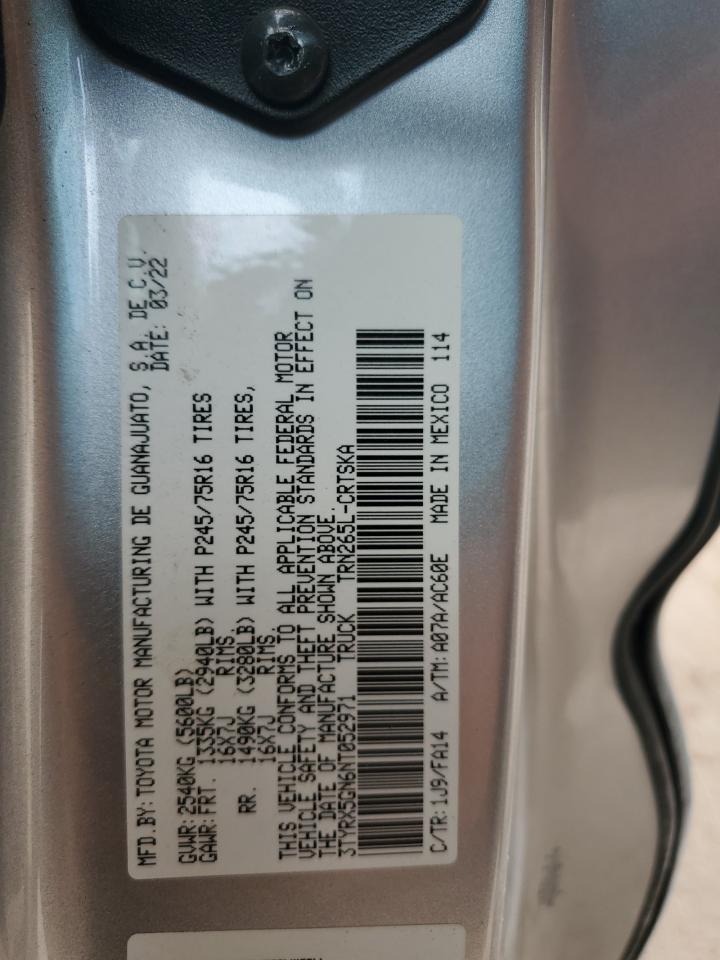 MFD.BY: TOYOTA MOTOR MANUFACTURING DE GUANAJUATO, S.A. DE C.V.
DATE: 03/22
GVWR: 2540KG (5600LB)
GAWR: FRT. 1335KG (2940LB) WITH P245/75R16 TIRES
16X7J RIMS,
RR. 1490KG (3280LB) WITH P245/75R16 TIRES,
16X7J RIMS.
THIS VEHICLE CONFORMS TO ALL APPLICABLE FEDERAL MOTOR
VEHICLE SAFETY AND THEFT PREVENTION STANDARDS IN EFFECT ON
THE DATE OF MANUFACTURE SHOWN ABOVE.
3TYRX5GN6NT052971 TRUCK TRN265L-CRTSKA
C/TR: 1J9/FA14 A/TM: A07A/AC60E MADE IN MEXICO 114